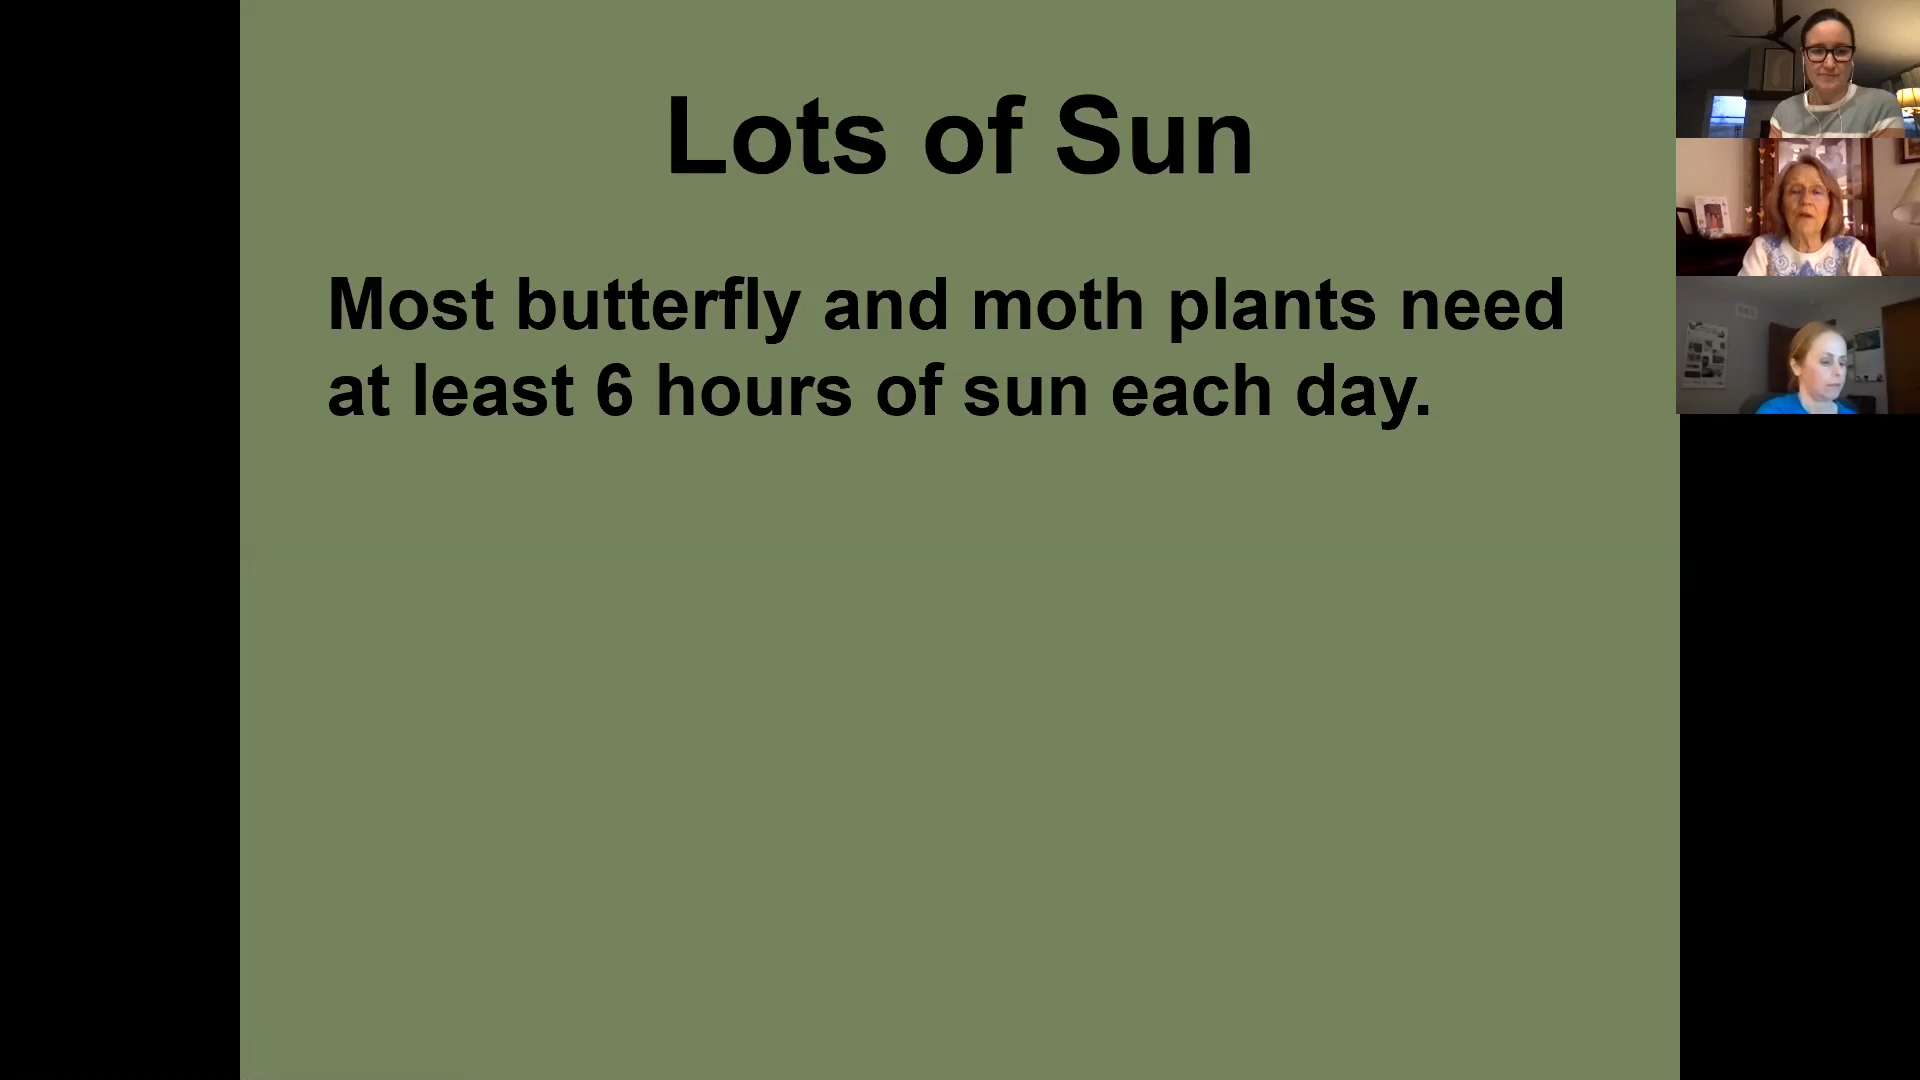 Lots of Sun
Most butterfly and moth plants need
at least 6 hours of sun each day.